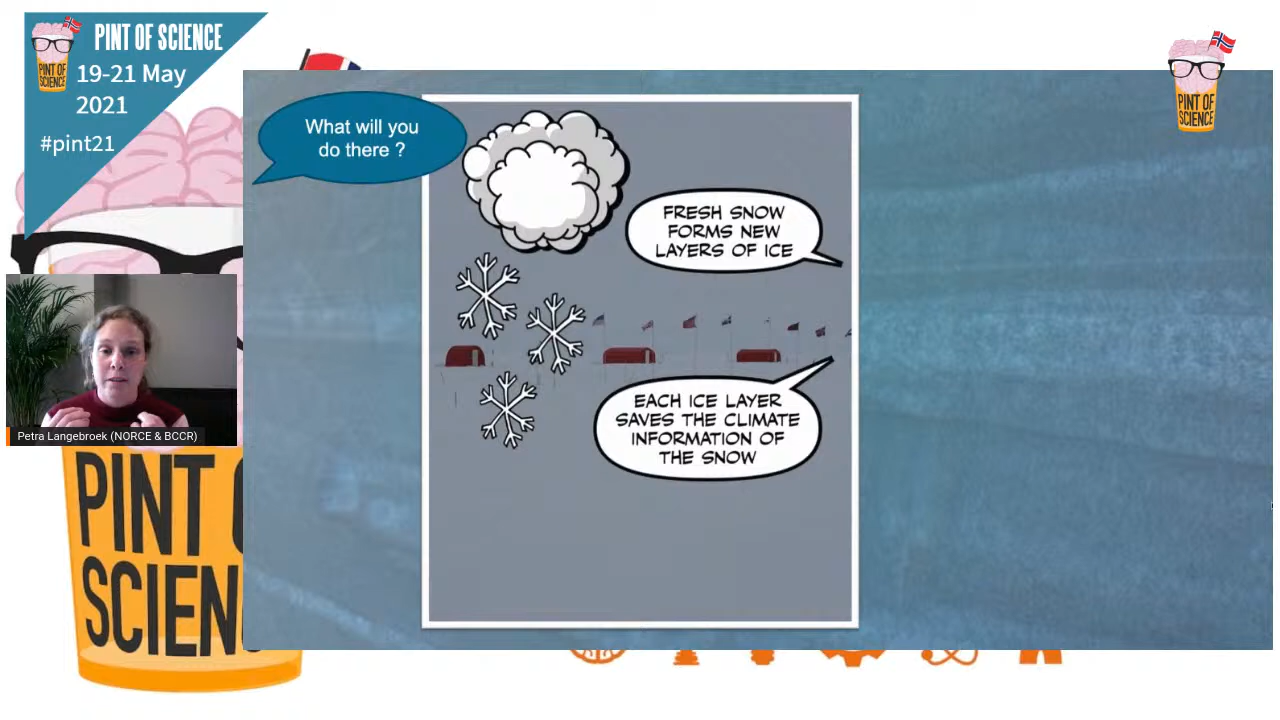 PINT OF SCIENCE
19-21 May
2021
#pint21
PINT OF
SCIENCE
What will you
do there ?
FRESH SNOW
FORMS NEW
LAYERS OF ICE
EACH ICE LAYER
SAVES THE CLIMATE
INFORMATION OF
THE SNOW
PINT OF
SCIENCE
Petra Langebroek (NORCE & BCCR)
PINT O
SCIEN